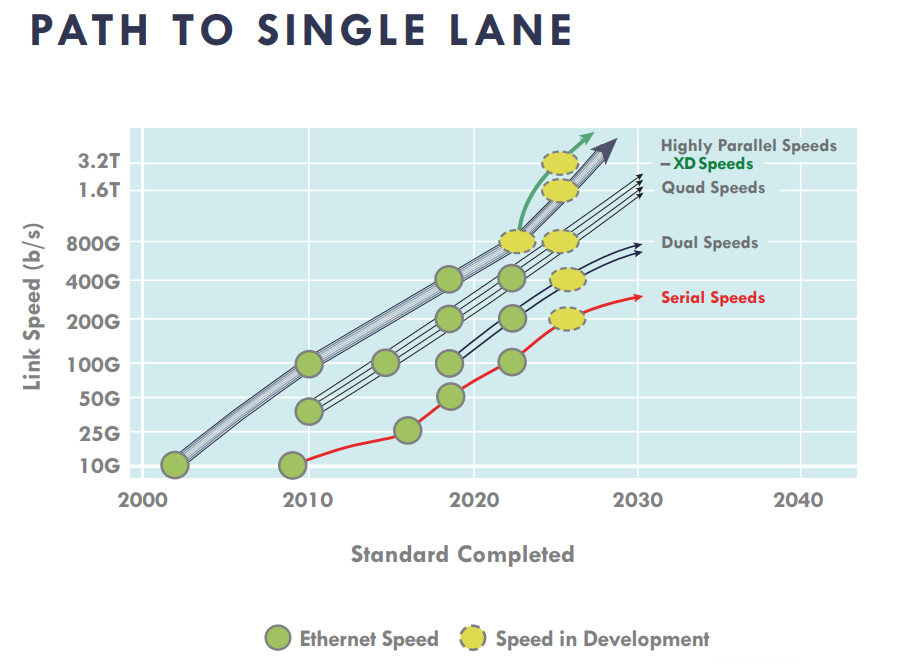 PATH TO SINGLE LANE
Link Speed (b/s)
3.2T
1.6T
800G
400G
200G
100G
50G
25G
10G
2000 2010 2020 2030 2040
Standard Completed
Highly Parallel Speeds
– XD Speeds
Quad Speeds
Dual Speeds
Serial Speeds
Ethernet Speed Speed in Development